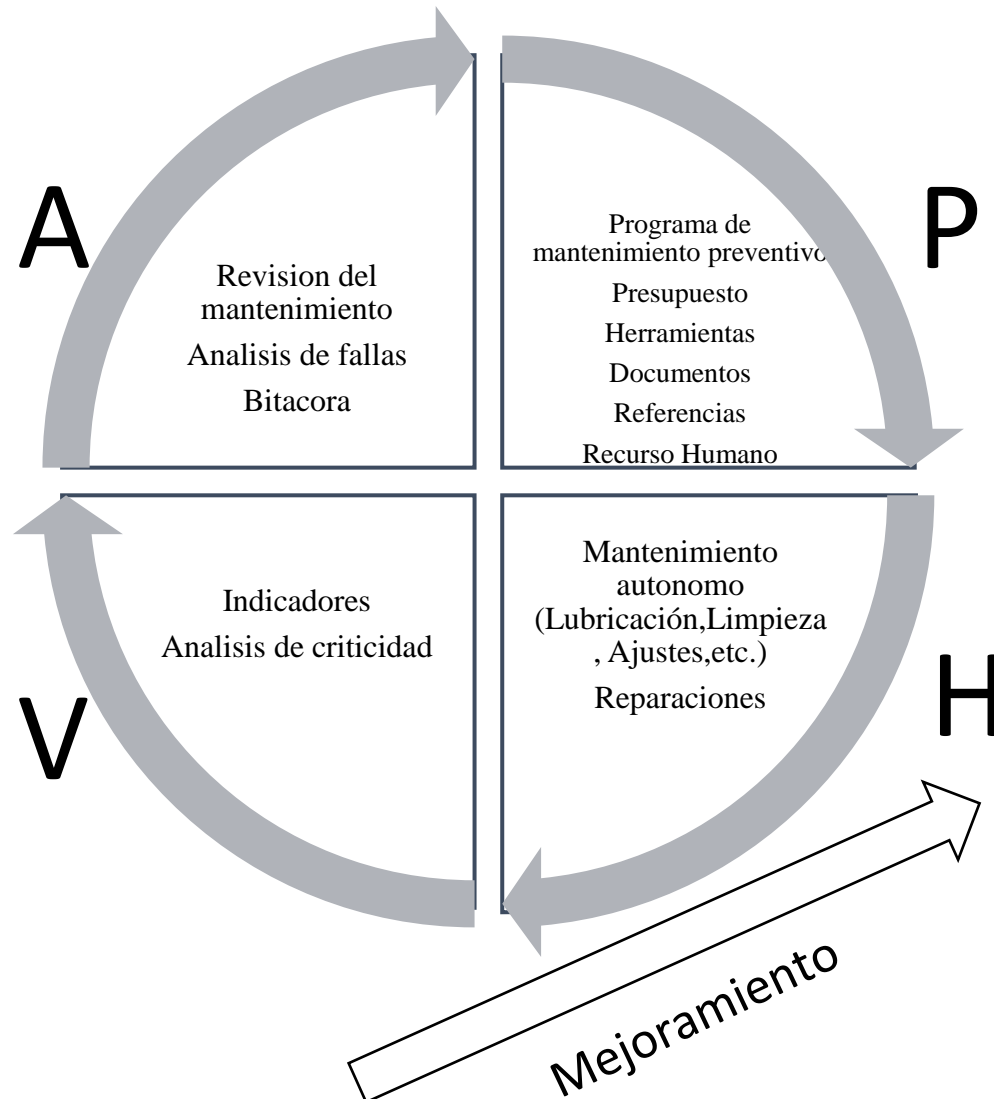 A
Revision del
mantenimiento
Analisis de fallas
Bitacora
P
Programa de
mantenimiento preventivo
Presupuesto
Herramientas
Documentos
Referencias
Recurso Humano
V
Indicadores
Analisis de criticidad
H
Mantenimiento
autonomo
(Lubricación,Limpieza
, Ajustes,etc.)
Reparaciones
Mejoramiento